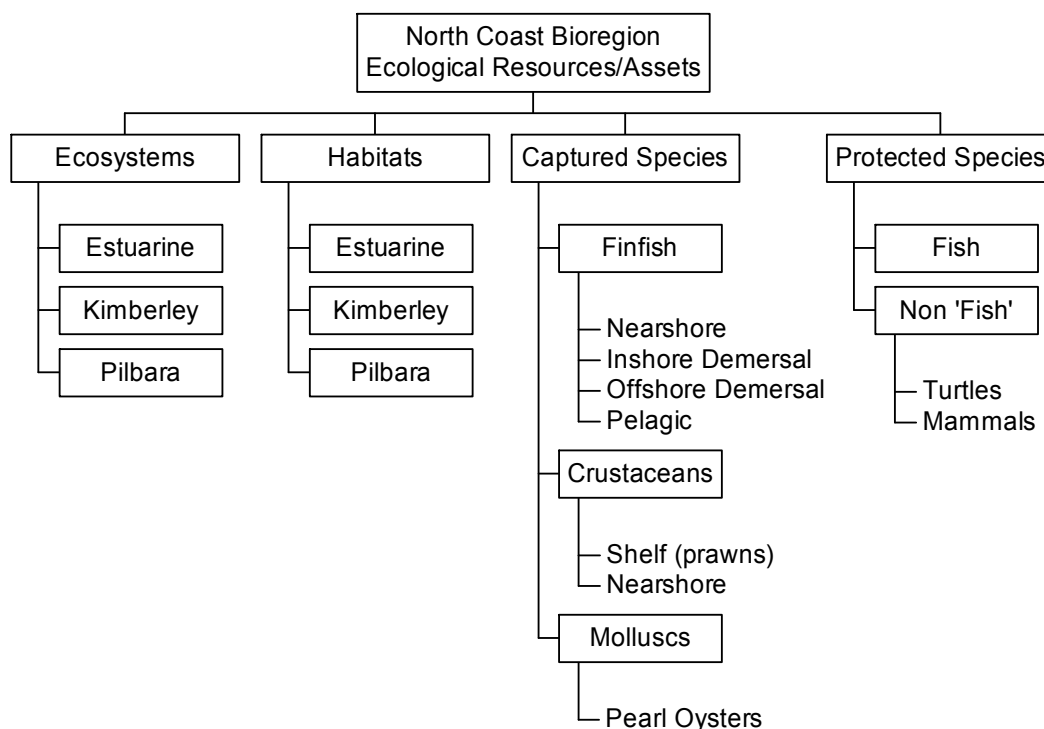 North Coast Bioregion
Ecological Resources/Assets
Ecosystems
Estuarine
Kimberley
Pilbara
Habitats
Estuarine
Kimberley
Pilbara
Captured Species
Finfish
Nearshore
Inshore Demersal
Offshore Demersal
Pelagic
Crustaceans
Shelf (prawns)
Nearshore
Molluscs
Pearl Oysters
Protected Species
Fish
Non 'Fish'
Turtles
Mammals